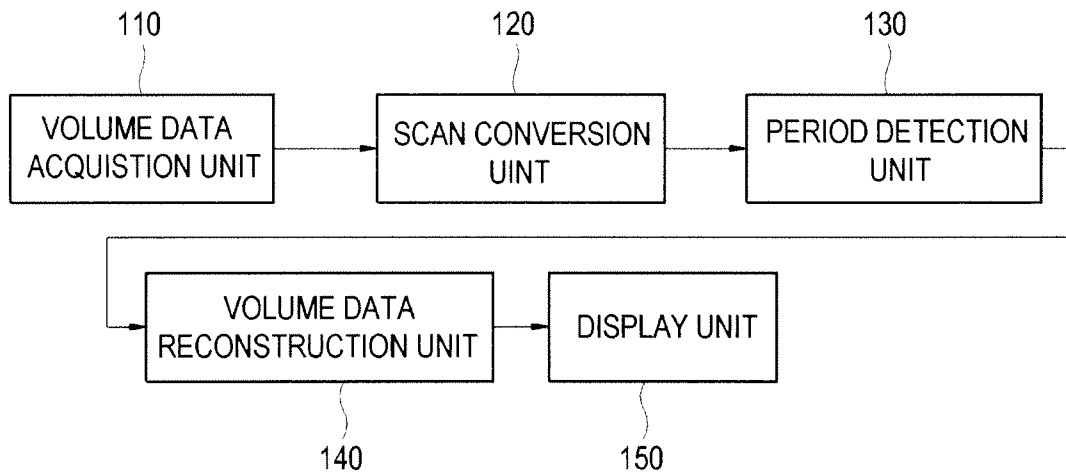 110
120
130
VOLUME DATA
ACQUISTION UNIT
SCAN CONVERSION
UINT
PERIOD DETECTION
UNIT
VOLUME DATA
RECONSTRUCTION UNIT
DISPLAY UNIT
140
150